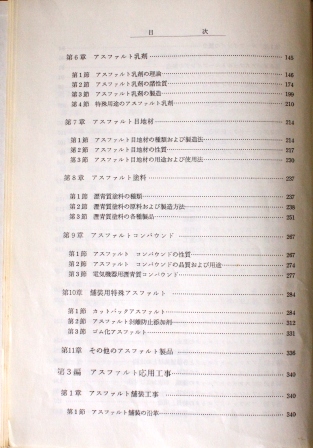 目　　　次
第6章　アスファルト乳剤 145
第1節　アスファルト乳剤の理論 146
第2節　アスファルト乳剤の諸性質 174
第3節　アスファルト乳剤の製造 199
第4節　特殊用途のアスファルト乳剤 210
第7章　アスファルト目地材 214
第1節　アスファルト目地材の種類および製造法 214
第2節　アスファルト目地材の性質 217
第3節　アスファルト目地材の用途および使用法 230
第8章　アスファルト塗料 237
第1節　瀝青質塗料の種類 237
第2節　瀝青質塗料の原料および製造方法 238
第3節　瀝青質塗料の各種製品 251
第9章　アスファルトコンパウンド 267
第1節　アスファルト　コンパウンドの性質 267
第2節　アスファルト　コンパウンドの品質および用途 274
第3節　電気機器用瀝青質コンパウンド 277
第10章　舗装用特殊アスファルト 284
第1節　カットバックアスファルト 284
第2節　アスファルト剝離防止添加剤 312
第3節　ゴム化アスファルト 331
第11章　その他のアスファルト製品 336
第3編　アスファルト応用工事 340
第1章　アスファルト舗装工事 340
第1節　アスファルト舗装の沿革 340